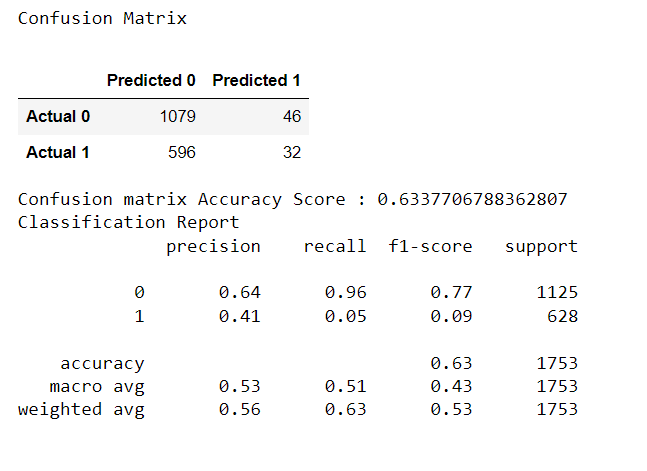 Confusion Matrix
Predicted 0 Predicted 1
Actual 0 1079 46
Actual 1 596 32
Confusion matrix Accuracy Score : 0.6337706788362807
Classification Report
precision recall f1-score support
0 0.64 0.96 0.77 1125
1 0.41 0.05 0.09 628
accuracy 0.63 1753
macro avg 0.53 0.51 0.43 1753
weighted avg 0.56 0.63 0.53 1753